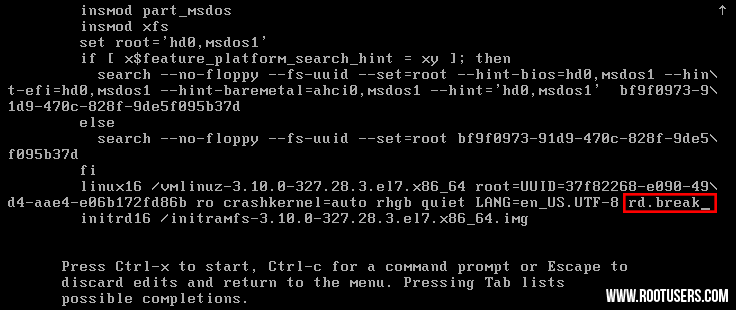 insmod part_msdos
insmod xfs
set root='hd0,msdos1'
if [ x$feature_platform_search_hint = xy ]; then
search --no-floppy --fs-uuid --set=root --hint-bios=hd0,msdos1 --hin\
t-efi=hd0,msdos1 --hint-baremetal=ahci0,msdos1 --hint='hd0,msdos1'  bf9f0973-9\
1d9-470c-828f-9de5f095b37d
else
search --no-floppy --fs-uuid --set=root bf9f0973-91d9-470c-828f-9de5\
f095b37d
fi
linux16 /vmlinuz-3.10.0-327.28.3.el7.x86_64 root=UUID=37f82268-e090-49\
d4-aae4-e06b172fd86b ro crashkernel=auto rhgb quiet LANG=en_US.UTF-8 rd.break_
initrd16 /initramfs-3.10.0-327.28.3.el7.x86_64.img
Press Ctrl-x to start, Ctrl-c for a command prompt or Escape to
discard edits and return to the menu. Pressing Tab lists
possible completions.
WWW.ROOTUSERS.COM